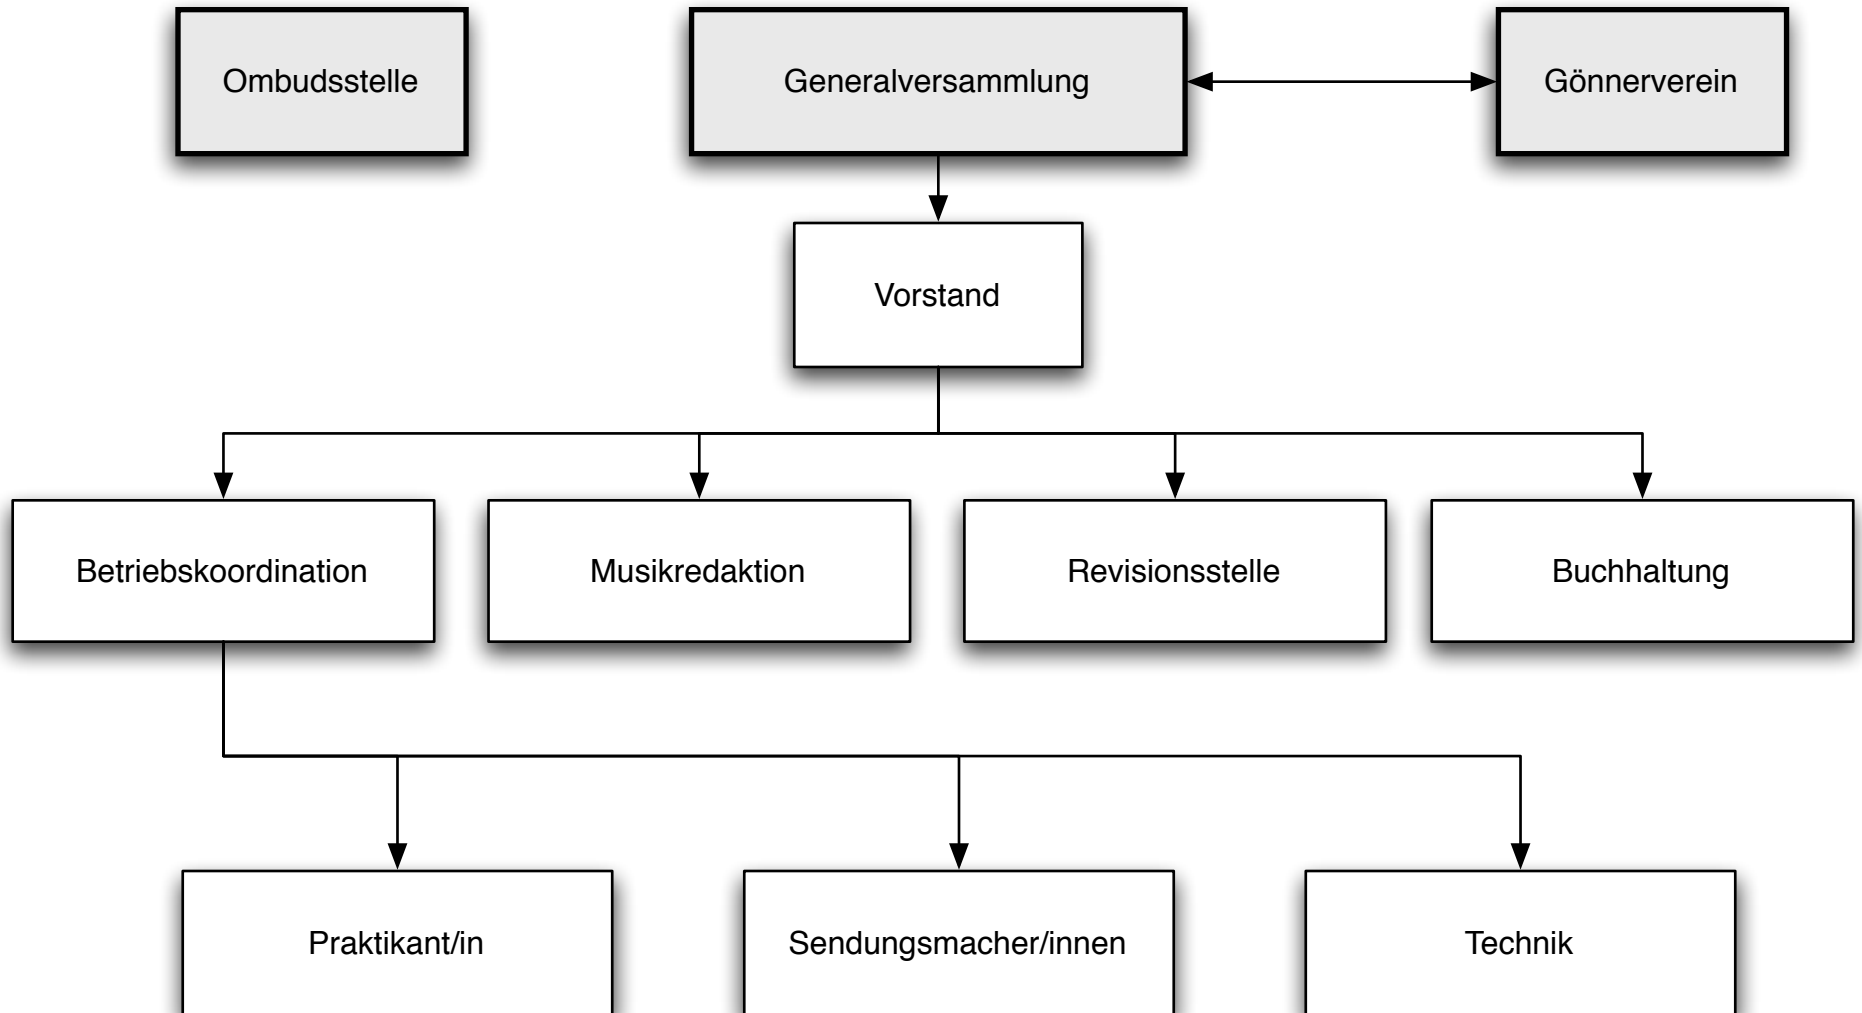 Ombudsstelle
Generalversammlung
Gönnerverein
Vorstand
Betriebskoordination
Musikredaktion
Revisionsstelle
Buchhaltung
Praktikant/in
Sendungsmacher/innen
Technik